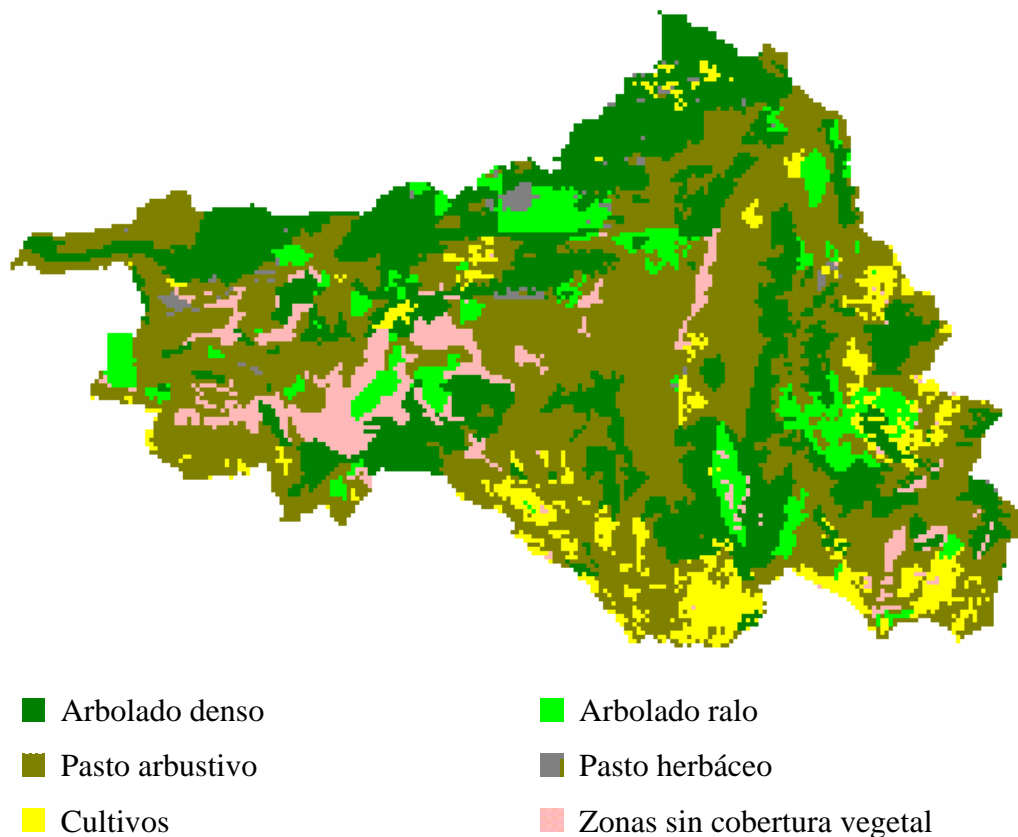 Arbolado denso
Arbolado ralo
Pasto arbustivo
Pasto herbáceo
Cultivos
Zonas sin cobertura vegetal